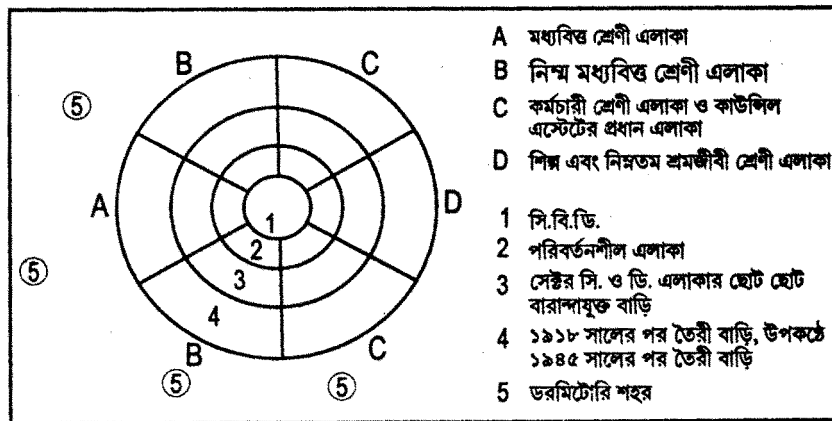 B
C
A
D
B
C
1
2
3
4
5
5
5
5
A মধ্যবিত্ত শ্রেণী এলাকা
B নিম্ম মধ্যবিত্ত শ্রেণী এলাকা
C কর্মচারী শ্রেণী এলাকা ও কাউন্সিল
এস্টেটের প্রধান এলাকা
D শিল্প এবং নিম্নতম শ্রমজীবী শ্রেণী এলাকা
1 সি.বি.ডি.
2 পরিবর্তনশীল এলাকা
3 সেক্টর সি. ও ডি. এলাকার ছোট ছোট
বারান্দাযুক্ত বাড়ি
4 ১৯১৮ সালের পর তৈরী বাড়ি, উপকণ্ঠে
১৯৪৫ সালের পর তৈরী বাড়ি
5 ডরমিটোরি শহর